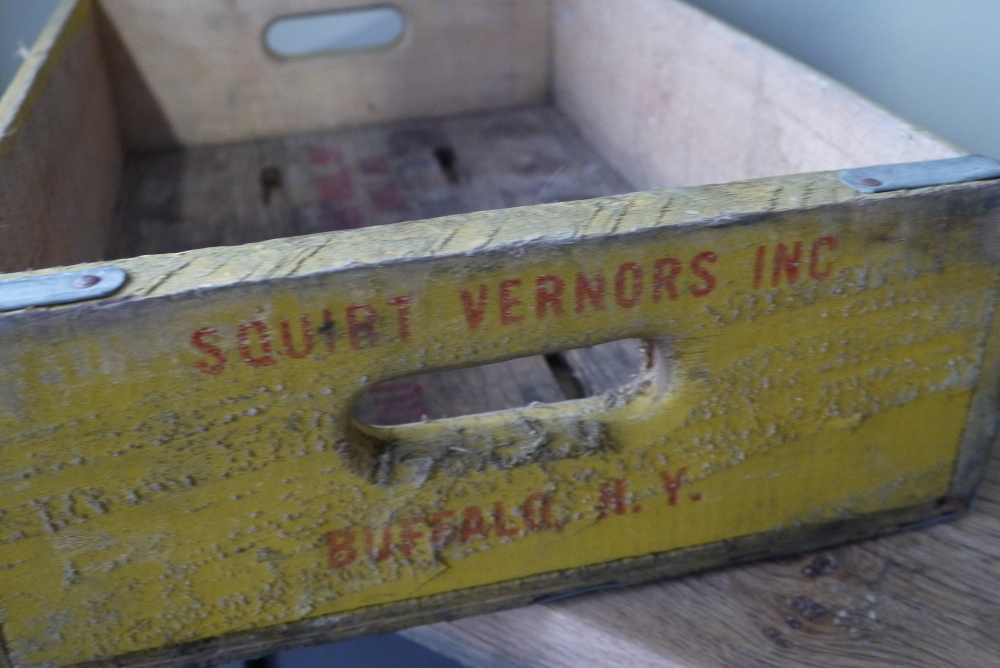 SQUIRT VERNORS INC
BUFFALO, N. Y.